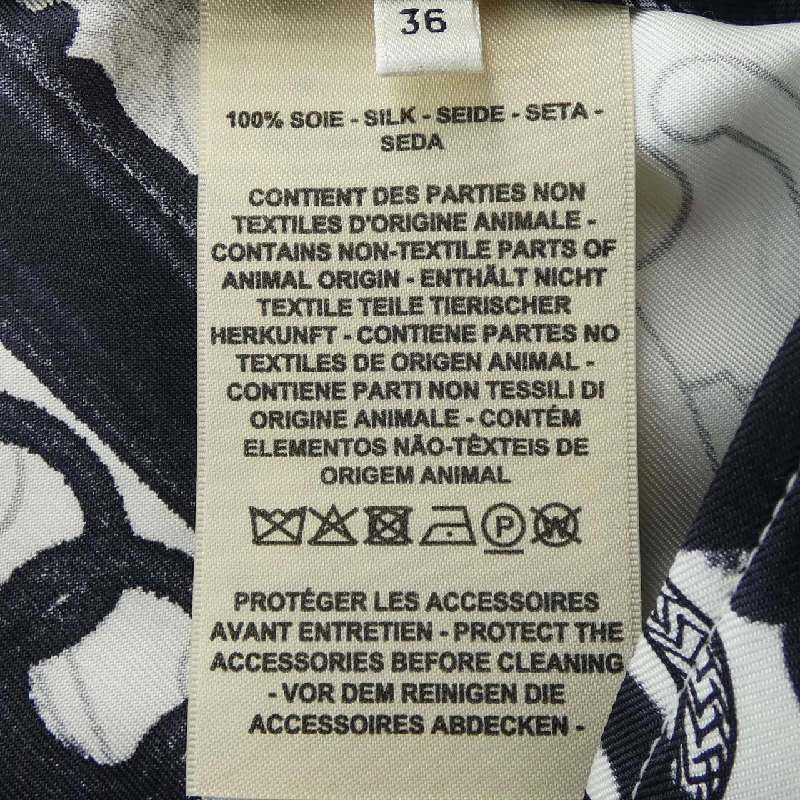 36
100% SOIE - SILK - SEIDE - SETA -
SEDA
CONTIENT DES PARTIES NON
TEXTILES D'ORIGINE ANIMALE -
CONTAINS NON-TEXTILE PARTS OF
ANIMAL ORIGIN - ENTHÄLT NICHT
TEXTILE TEILE TIERISCHER
HERKUNFT - CONTIENE PARTES NO
TEXTILES DE ORIGEN ANIMAL -
CONTIENE PARTI NON TESSILI DI
ORIGINE ANIMALE - CONTÉM
ELEMENTOS NÃO-TÊXTEIS DE
ORIGEM ANIMAL
P W
PROTÉGER LES ACCESSOIRES
AVANT ENTRETIEN - PROTECT THE
ACCESSORIES BEFORE CLEANING
- VOR DEM REINIGEN DIE
ACCESSOIRES ABDECKEN -